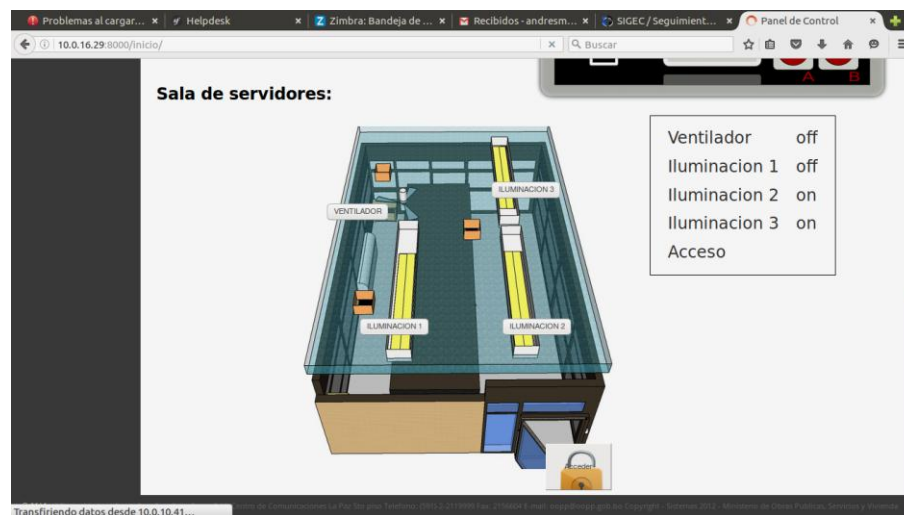 Problemas al cargar...
Helpdesk
Zimbra: Bandeja de ...
Recibidos - andresm...
SIGEC / Seguimient...
Panel de Control
10.0.16.29:8000/inicio/
Buscar
A B
Sala de servidores:
Ventilador off
Iluminacion 1 off
Iluminacion 2 on
Iluminacion 3 on
Acceso
ILUMINACION 3
VENTILADOR
ILUMINACION 1
ILUMINACION 2
Acceder
Transfiriendo datos desde 10.0.10.41...